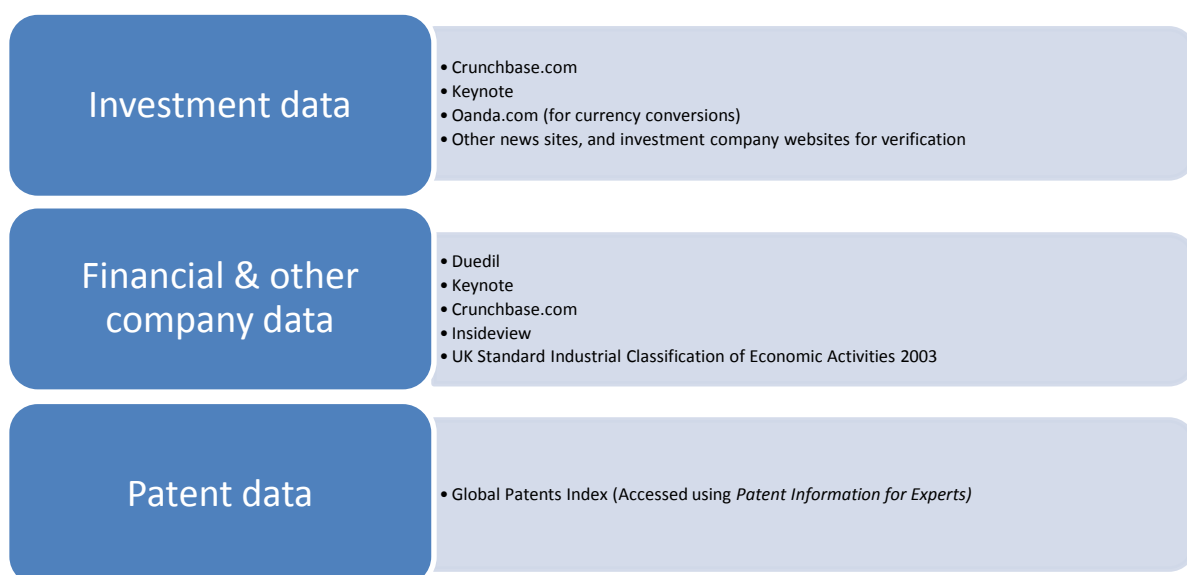 Investment data
• Crunchbase.com
• Keynote
• Oanda.com (for currency conversions)
• Other news sites, and investment company websites for verification
Financial & other
company data
• Duedil
• Keynote
• Crunchbase.com
• Insideview
• UK Standard Industrial Classification of Economic Activities 2003
Patent data
• Global Patents Index (Accessed using Patent Information for Experts)